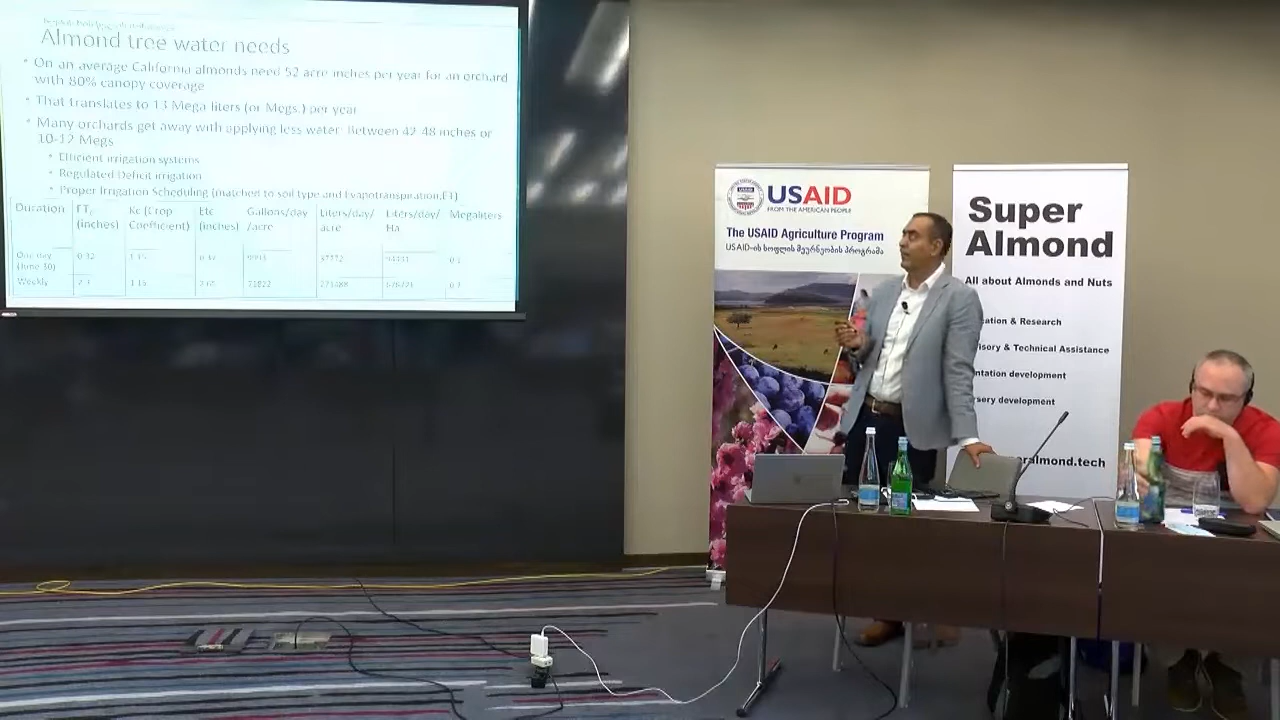 Almond tree water needs
On an average California almonds need 52 acre inches per year for an orchard
with 80% canopy coverage
That translates to 13 Mega liters (or Megs.) per year
Many orchards get away with applying less water: Between 42-48 inches or
10-12 Megs
Efficient irrigation systems
Regulated Deficit irrigation
Proper Irrigation Scheduling (matched to soil type and Evapotranspiration,ET)
Duration Etc Gallons/day Liters/day/ Liters/day/ Megaliters
(inches) Coefficient) (inches) /acre acre Ha
One day
(June 30)
Weekly
USAID
FROM THE AMERICAN PEOPLE
The USAID Agriculture Program
USAID-ის სოფლის მეურნეობის პროგრამა
Super
Almond
All about Almonds and Nuts
cation & Research
isory & Technical Assistance
ntation development
rsery development
eralmond.tech